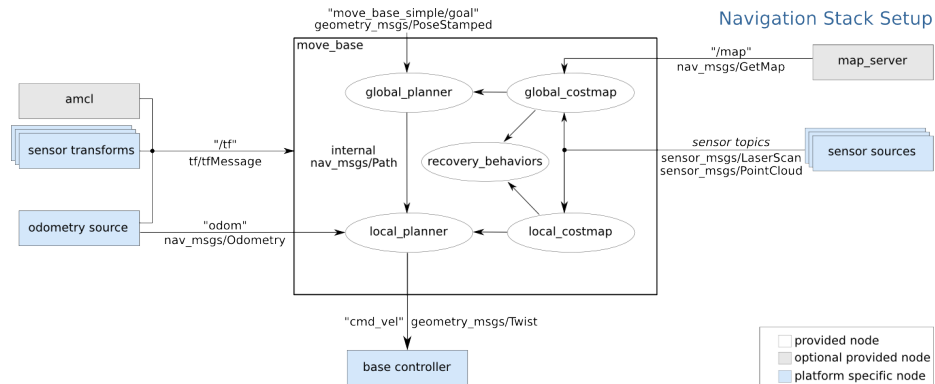 Navigation Stack Setup
"move_base_simple/goal"
geometry_msgs/PoseStamped
move_base
"/map"
nav_msgs/GetMap
map_server
global_planner
global_costmap
amcl
sensor transforms
"/tf"
tf/tfMessage
internal
nav_msgs/Path
recovery_behaviors
sensor topics
sensor_msgs/LaserScan
sensor_msgs/PointCloud
sensor sources
odometry source
"odom"
nav_msgs/Odometry
local_planner
local_costmap
"cmd_vel" geometry_msgs/Twist
base controller
provided node
optional provided node
platform specific node